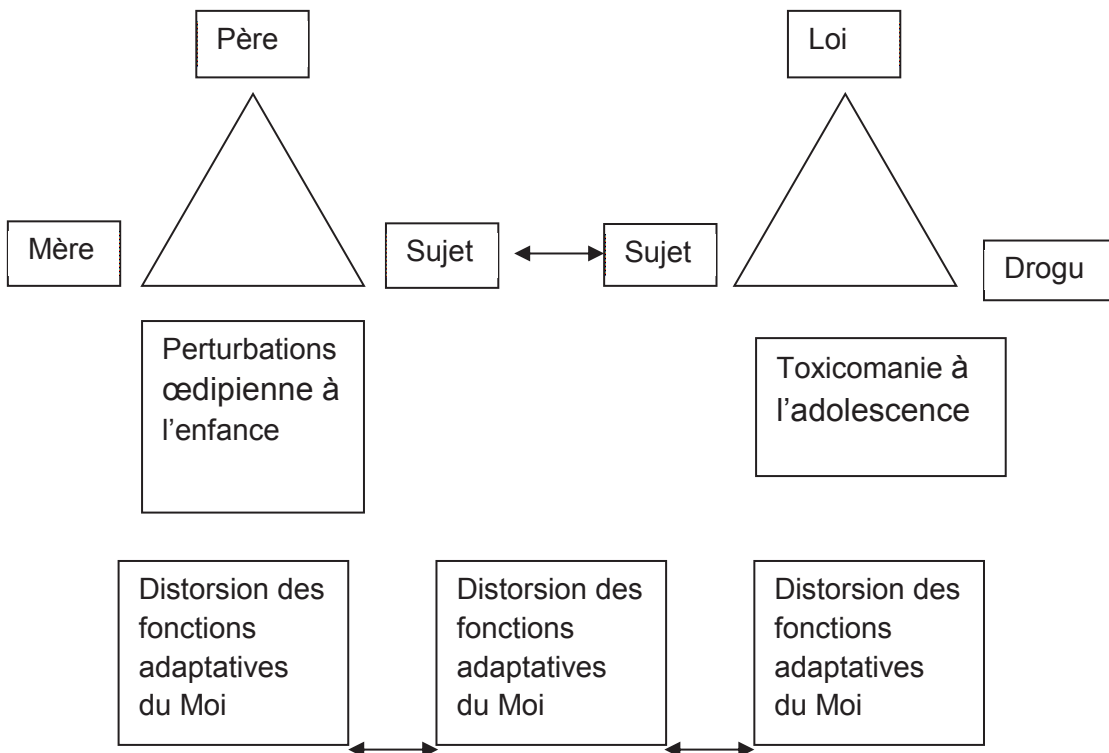 Père
Loi
Mère
Sujet
Sujet
Drogu
Perturbations
œdipienne à
l’enfance
Toxicomanie à
l’adolescence
Distorsion des
fonctions
adaptatives
du Moi
Distorsion des
fonctions
adaptatives
du Moi
Distorsion des
fonctions
adaptatives
du Moi